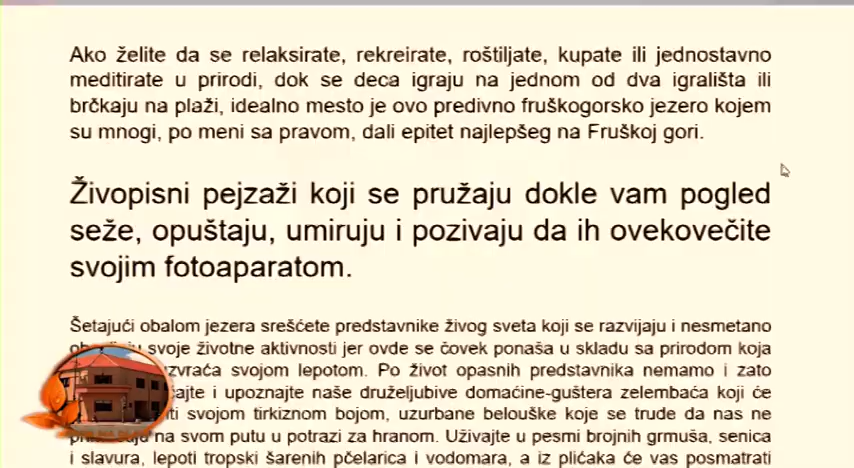 Ako želite da se relaksirate, rekreirate, roštiljate, kupate ili jednostavno
meditirate u prirodi, dok se deca igraju na jednom od dva igrališta ili
brčkaju na plaži, idealno mesto je ovo predivno fruškogorsko jezero kojem
su mnogi, po meni sa pravom, dali epitet najlepšeg na Fruškoj gori.
Živopisni pejzaži koji se pružaju dokle vam pogled
seže, opuštaju, umiruju i pozivaju da ih ovekovečite
svojim fotoaparatom.
Šetajući obalom jezera srešćete predstavnike živog sveta koji se razvijaju i nesmetano
svoje životne aktivnosti jer ovde se čovek ponaša u skladu sa prirodom koja
svojom lepotom. Po život opasnih predstavnika nemamo i zato
i upoznajte naše druželjubive domaćine-guštera zelembaća koji će
svojom tirkiznom bojom, uzurbane belouške koje se trude da nas ne
na svom putu u potrazi za hranom. Uživajte u pesmi brojnih grmuša, senica
i slavura, lepoti tropski šarenih pčelarica i vodomara, a iz plićaka će vas posmatrati